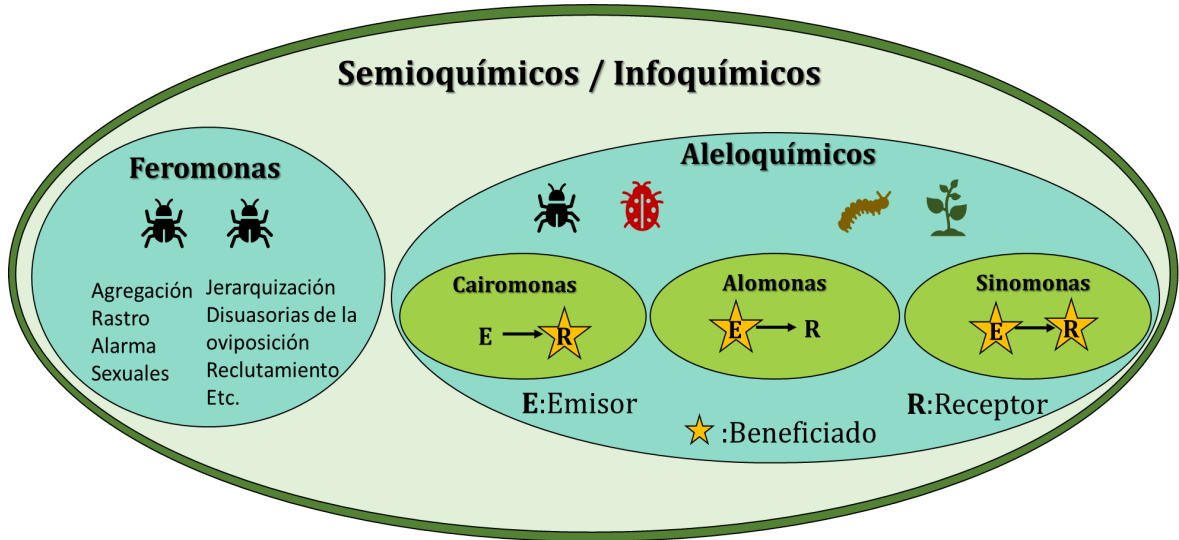 Semioquímicos / Infoquímicos
Feromonas
Agregación
Rastro
Alarma
Sexuales
Jerarquización
Disuasorias de la
oviposición
Reclutamiento
Etc.
Aleloquímicos
Cairomonas
E R
Alomonas
E R
Sinomonas
E R
E:Emisor
R:Receptor
:Beneficiado